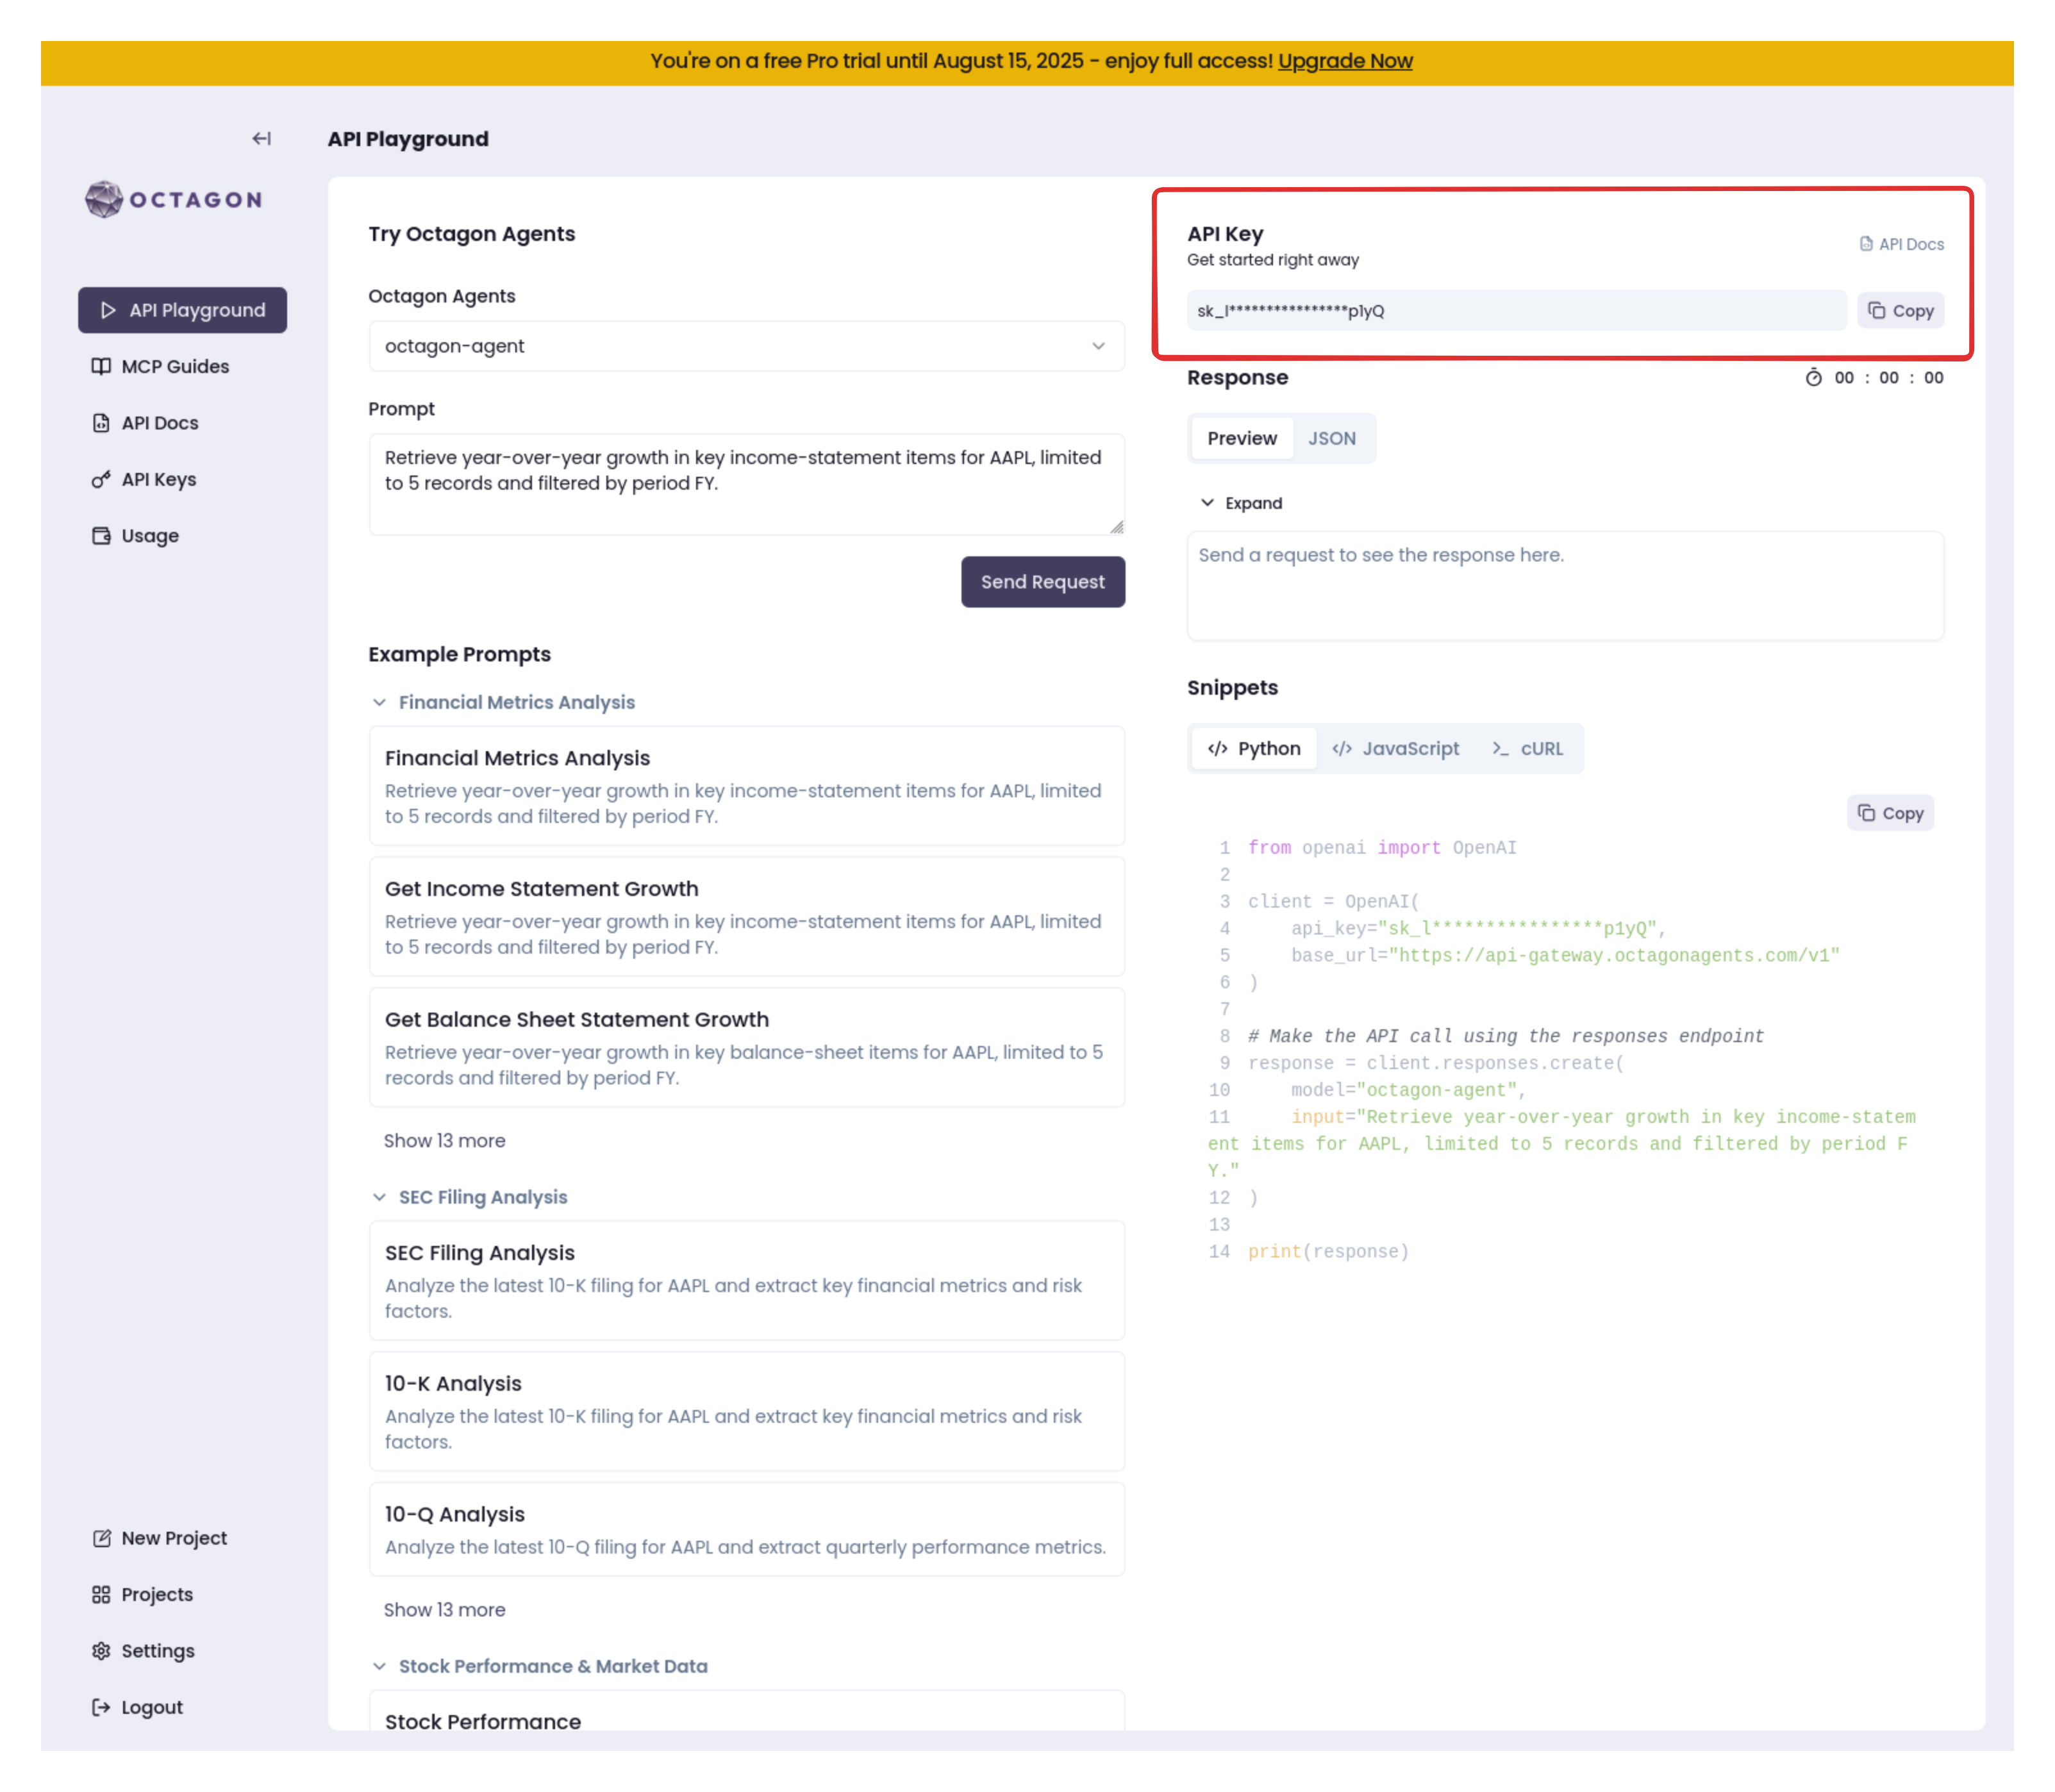 You're on a free Pro trial until August 15, 2025 - enjoy full access! Upgrade Now
API Playground
OCTAGON
API Playground
MCP Guides
API Docs
API Keys
Usage
New Project
Projects
Settings
Logout
Try Octagon Agents
Octagon Agents
octagon-agent
Prompt
Retrieve year-over-year growth in key income-statement items for AAPL, limited
to 5 records and filtered by period FY.
Send Request
Example Prompts
Financial Metrics Analysis
Financial Metrics Analysis
Retrieve year-over-year growth in key income-statement items for AAPL, limited
to 5 records and filtered by period FY.
Get Income Statement Growth
Retrieve year-over-year growth in key income-statement items for AAPL, limited
to 5 records and filtered by period FY.
Get Balance Sheet Statement Growth
Retrieve year-over-year growth in key balance-sheet items for AAPL, limited to 5
records and filtered by period FY.
Show 13 more
SEC Filing Analysis
SEC Filing Analysis
Analyze the latest 10-K filing for AAPL and extract key financial metrics and risk
factors.
10-K Analysis
Analyze the latest 10-K filing for AAPL and extract key financial metrics and risk
factors.
10-Q Analysis
Analyze the latest 10-Q filing for AAPL and extract quarterly performance metrics.
Show 13 more
Stock Performance & Market Data
Stock Performance
API Key
API Docs
Get started right away
sk_l****************p1yQ
Copy
Response
00 : 00 : 00
Preview JSON
Expand
Send a request to see the response here.
Snippets
</> Python </> JavaScript >_ cURL
Copy
1 from openai import OpenAI
2
3 client = OpenAI(
4     api_key="sk_l****************p1yQ",
5     base_url="https://api-gateway.octagonagents.com/v1"
6 )
7
8 # Make the API call using the responses endpoint
9 response = client.responses.create(
10     model="octagon-agent",
11     input="Retrieve year-over-year growth in key income-statem
ent items for AAPL, limited to 5 records and filtered by period F
Y."
12 )
13
14 print(response)